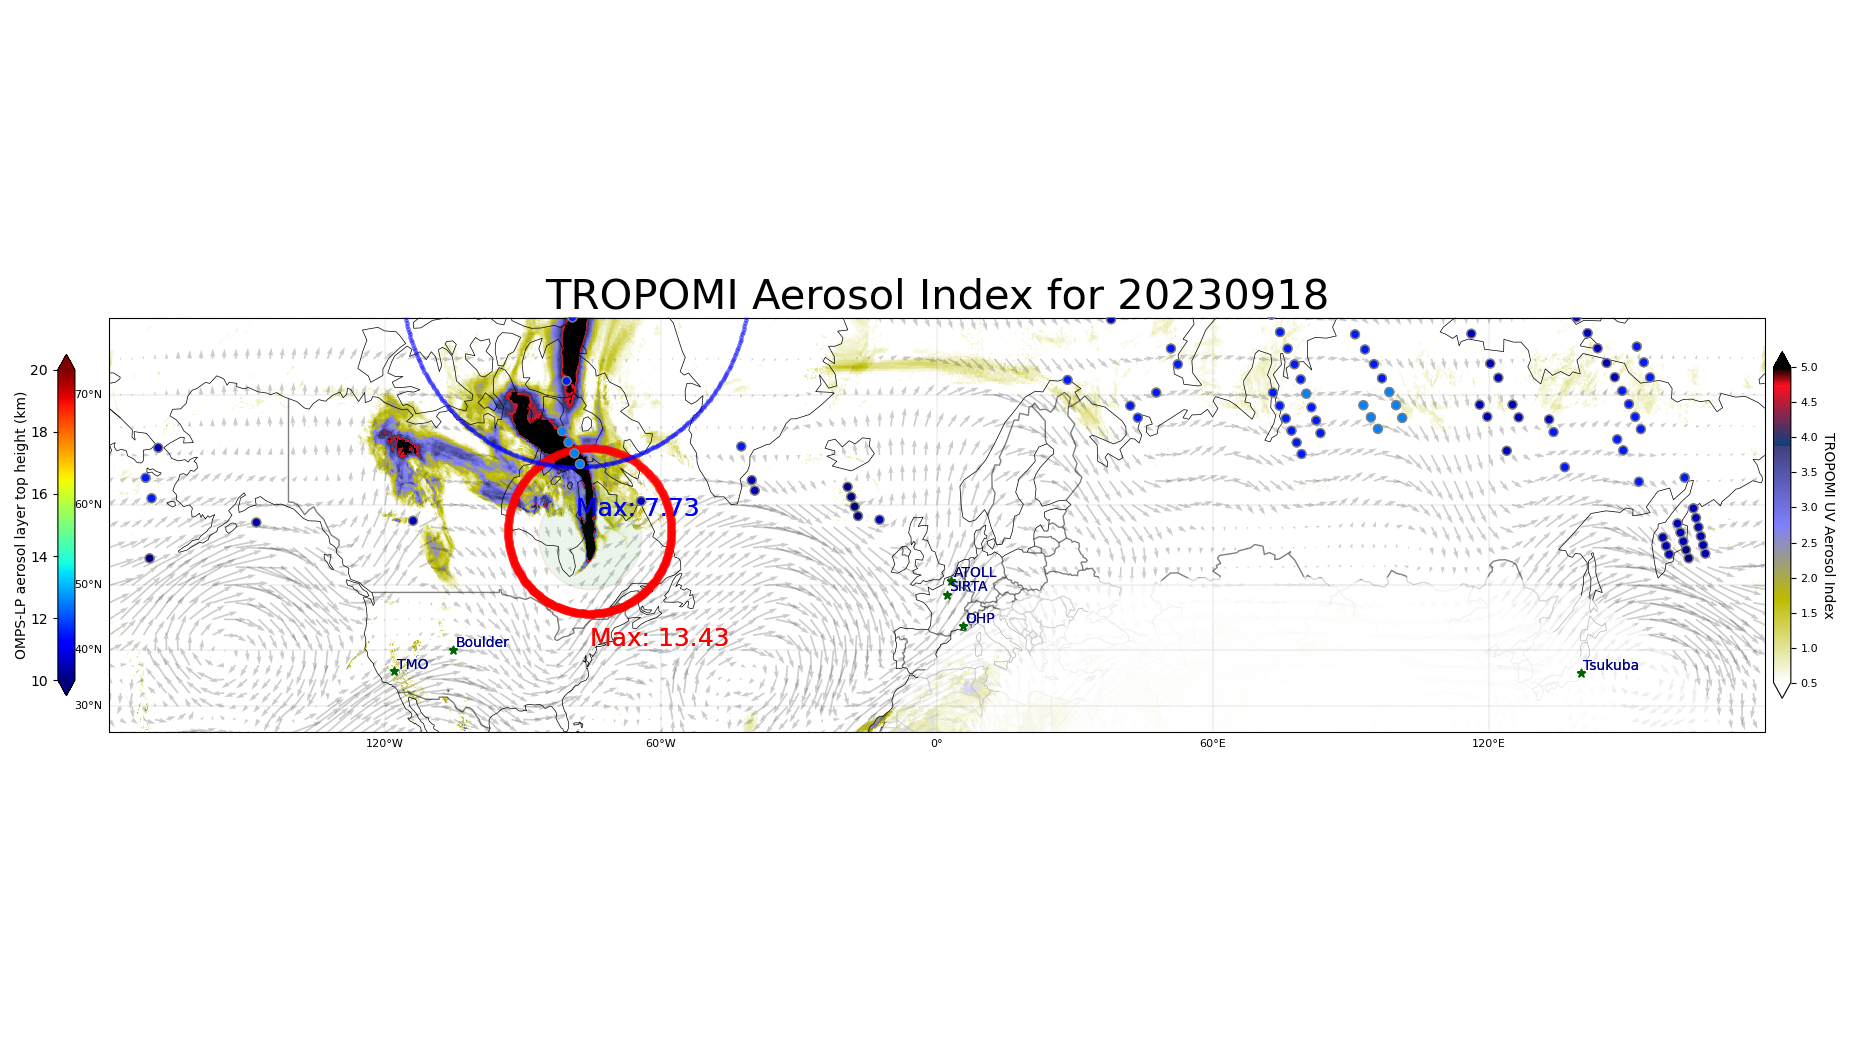 TROPOMI Aerosol Index for 20230918
OMPS-LP aerosol layer top height (km)
20
18
16
14
12
10
70°N
60°N
50°N
40°N
30°N
120°W
60°W
0°
60°E
120°E
Max: 7.73
Max: 13.43
ATOLL
SIRTA
OHP
Boulder
TMO
Tsukuba
5.0
4.5
4.0
3.5
3.0
2.5
2.0
1.5
1.0
0.5
TROPOMI UV Aerosol Index